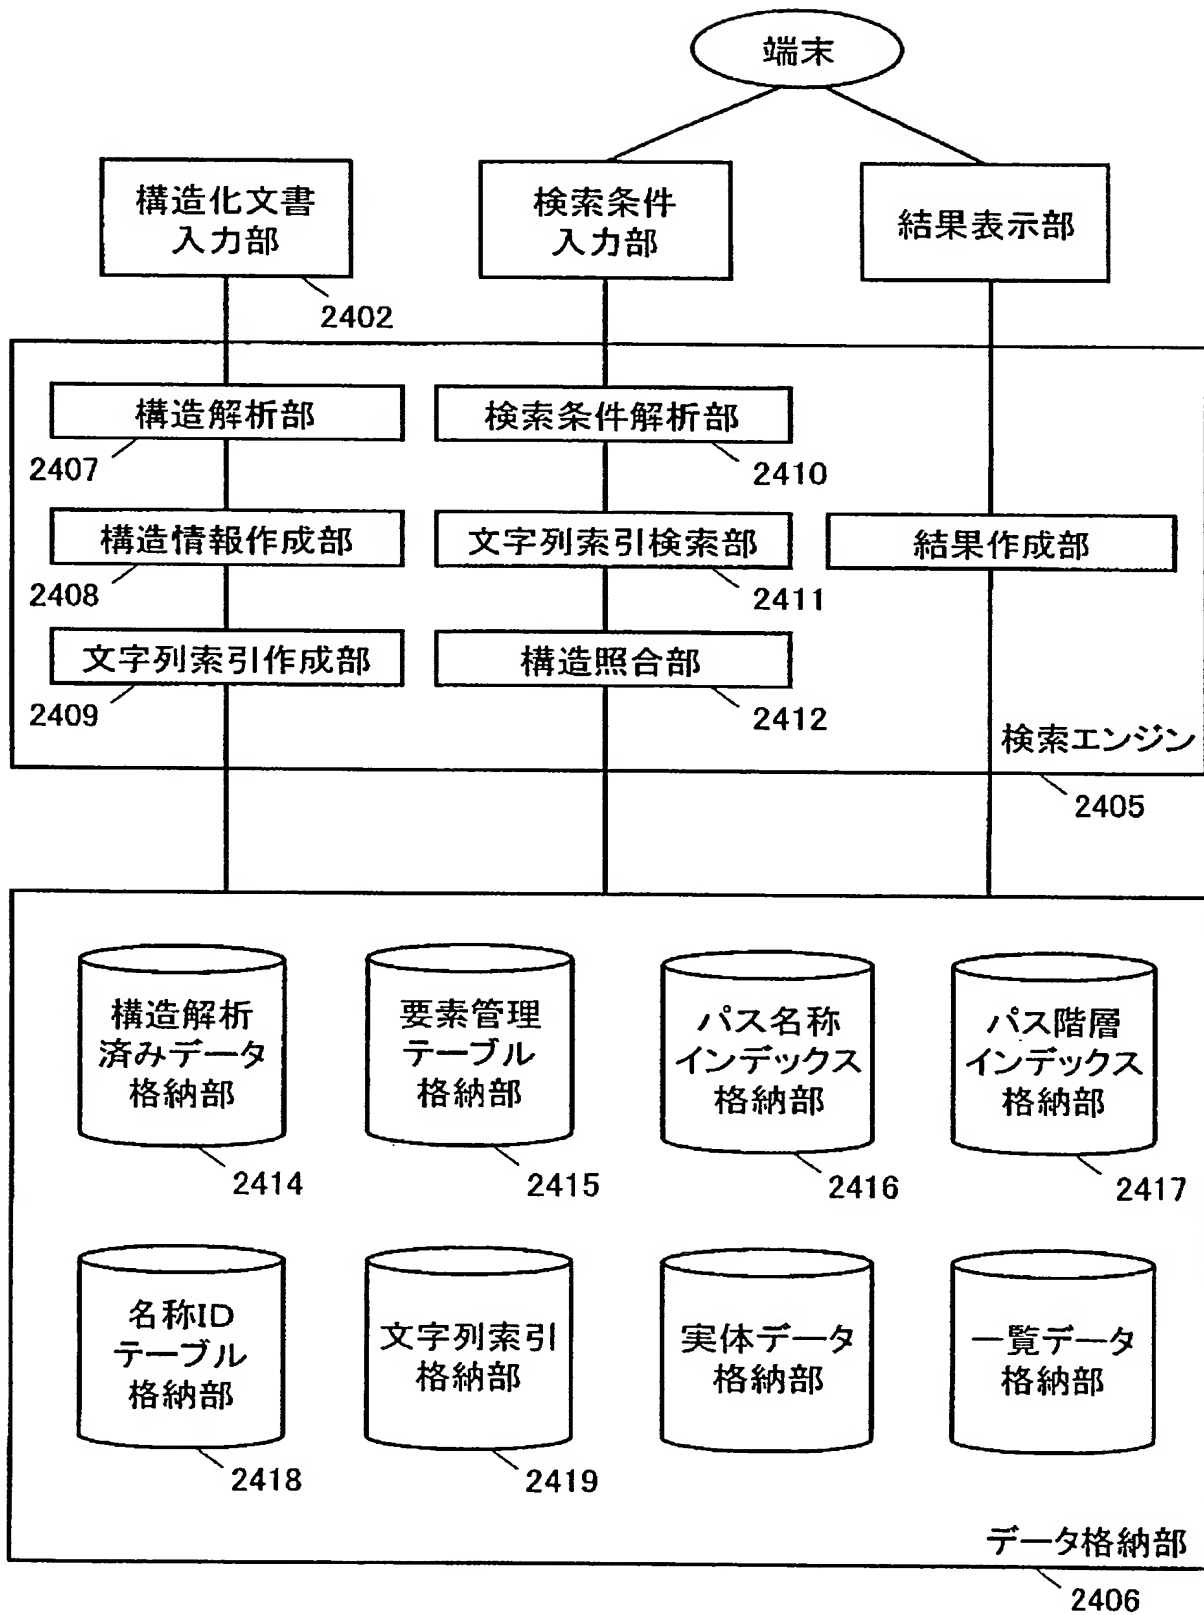 端末
構造化文書
入力部
2402
検索条件
入力部
結果表示部
構造解析部
2407
検索条件解析部
2410
構造情報作成部
2408
文字列索引検索部
2411
結果作成部
文字列索引作成部
2409
構造照合部
2412
検索エンジン
2405
構造解析
済みデータ
格納部
2414
要素管理
テーブル
格納部
2415
パス名称
インデックス
格納部
2416
パス階層
インデックス
格納部
2417
名称ID
テーブル
格納部
2418
文字列索引
格納部
2419
実体データ
格納部
一覧データ
格納部
データ格納部
2406